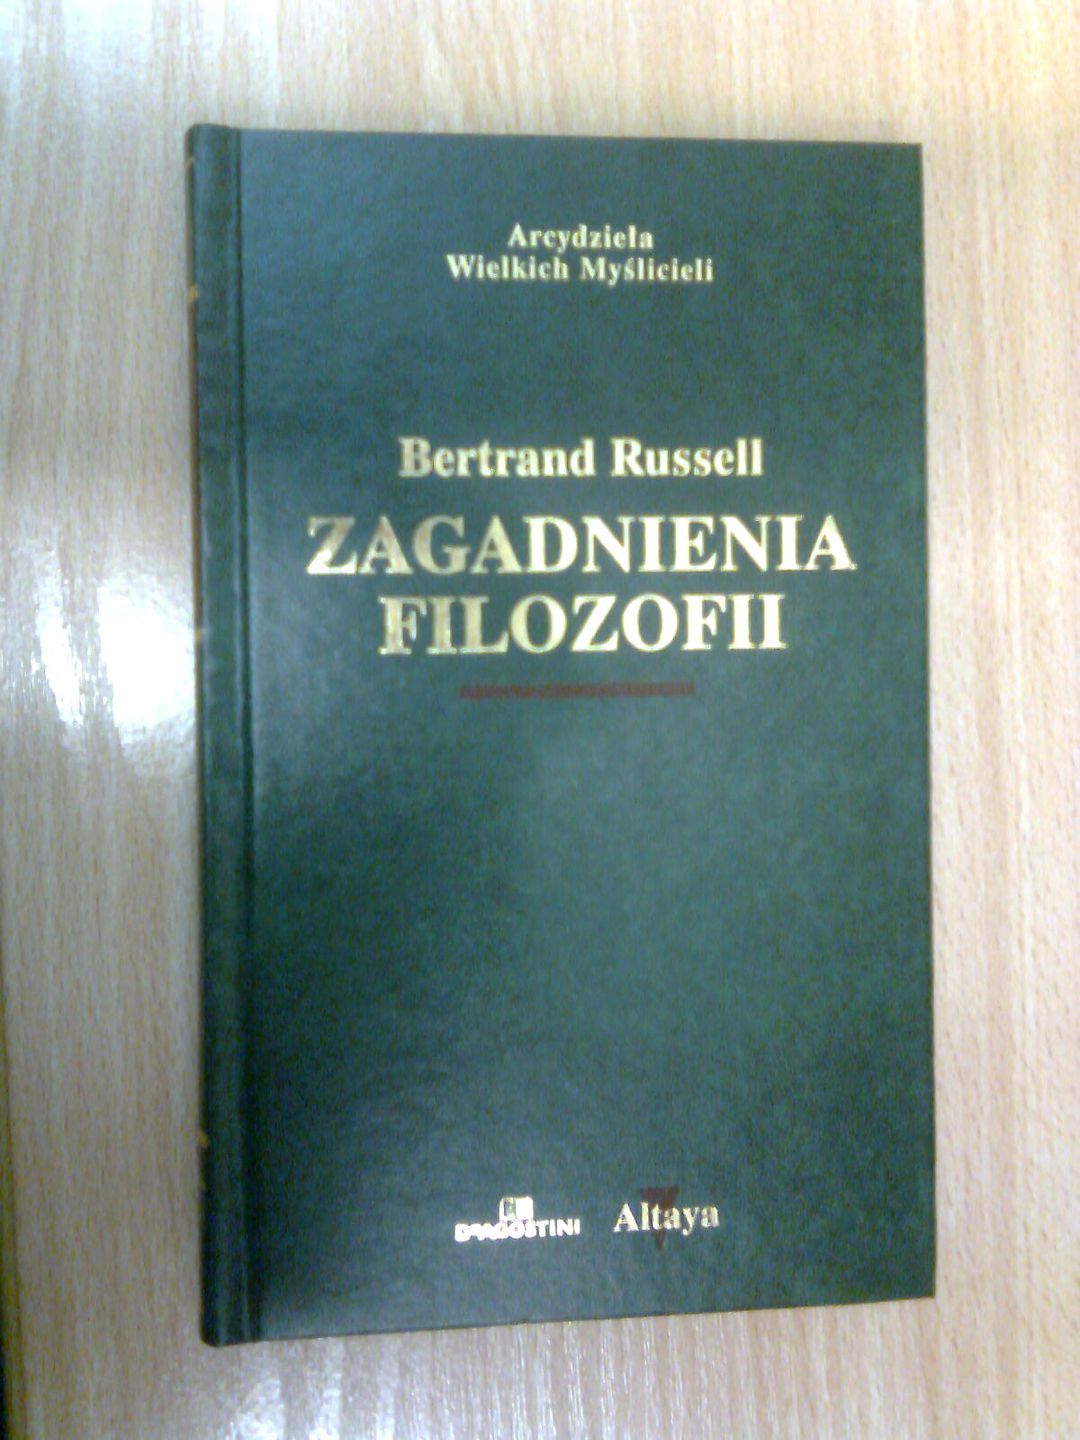 Arcydzieła
Wielkich Myślicieli
Bertrand Russell
ZAGADNIENIA
FILOZOFII
DEAGOSTINI
Altaya